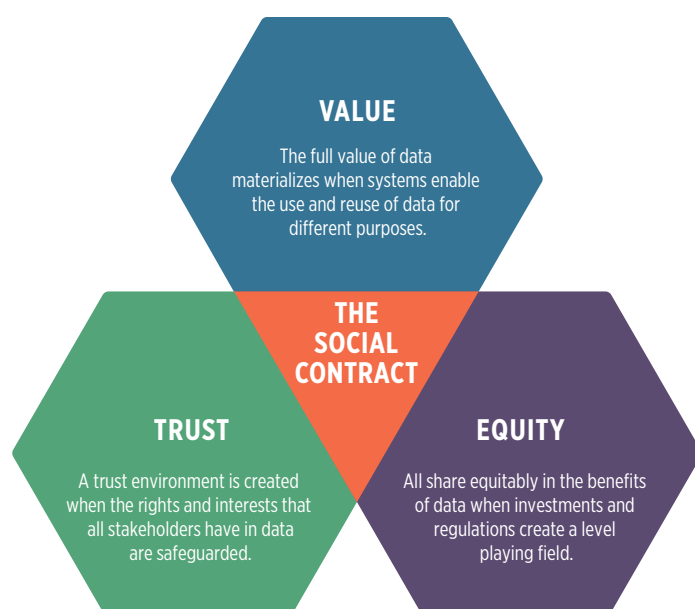 VALUE
The full value of data
materializes when systems enable
the use and reuse of data for
different purposes.
THE
SOCIAL
CONTRACT
TRUST
A trust environment is created
when the rights and interests that
all stakeholders have in data
are safeguarded.
EQUITY
All share equitably in the benefits
of data when investments and
regulations create a level
playing field.